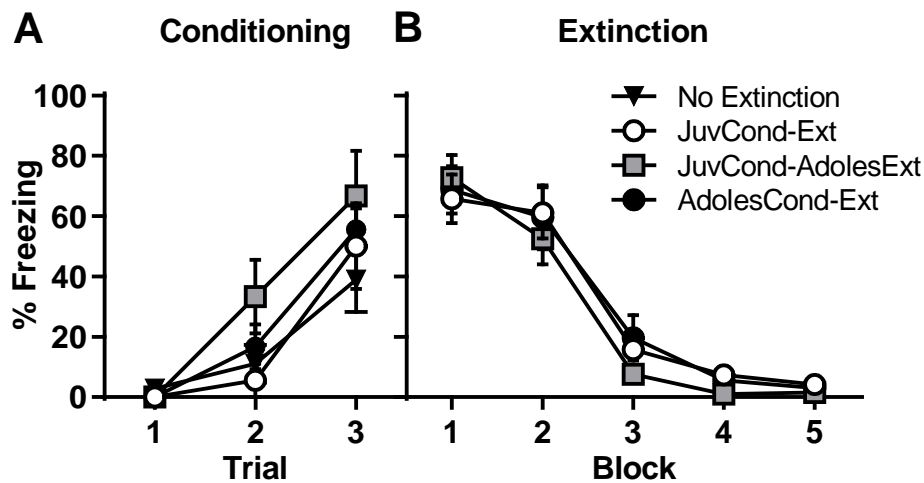 A Conditioning B Extinction
100
80
60
40
20
0
% Freezing
1 2 3
Trial
No Extinction
JuvCond-Ext
JuvCond-AdolesExt
AdolesCond-Ext
1 2 3 4 5
Block